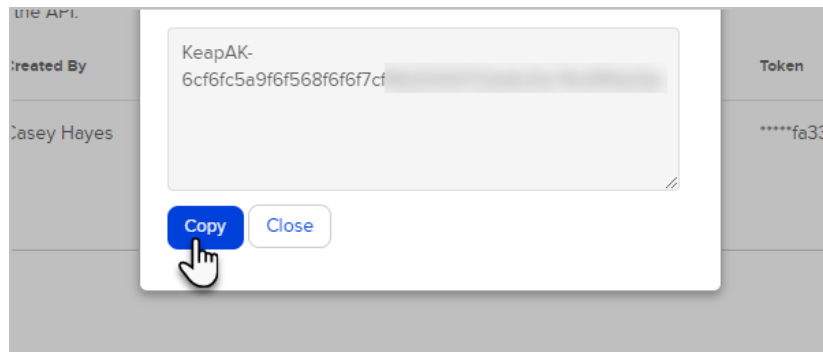 the API.
Created By
Token
KeapAK-
6cf6fc5a9f6f568f6f6f7cf
Casey Hayes
*****fa33
Copy
Close